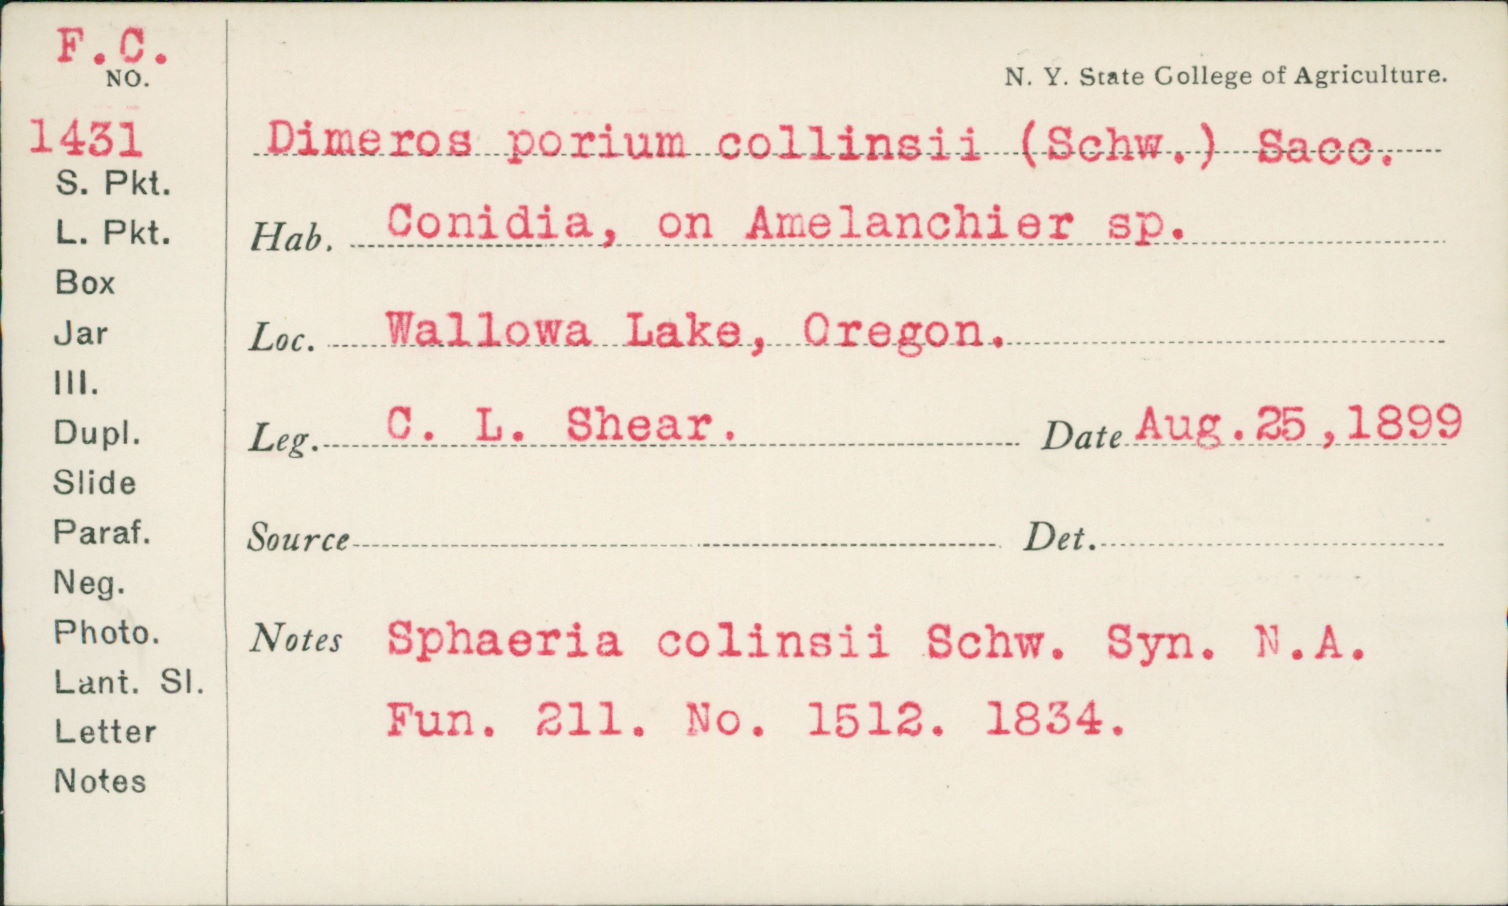 F.C.
NO.
1431
S. Pkt.
L. Pkt.
Box
Jar
Ill.
Dupl.
Slide
Paraf.
Neg.
Photo.
Lant. Sl.
Letter
Notes
N. Y. State College of Agriculture.
Dimeros porium collinsii (Schw.) Sacc.
Hab. Conidia, on Amelanchier sp.
Loc. Wallowa Lake, Oregon.
Leg. C. L. Shear. Date Aug.25,1899
Source Det.
Notes Sphaeria colinsii Schw. Syn. N.A.
Fun. 211. No. 1512. 1834.